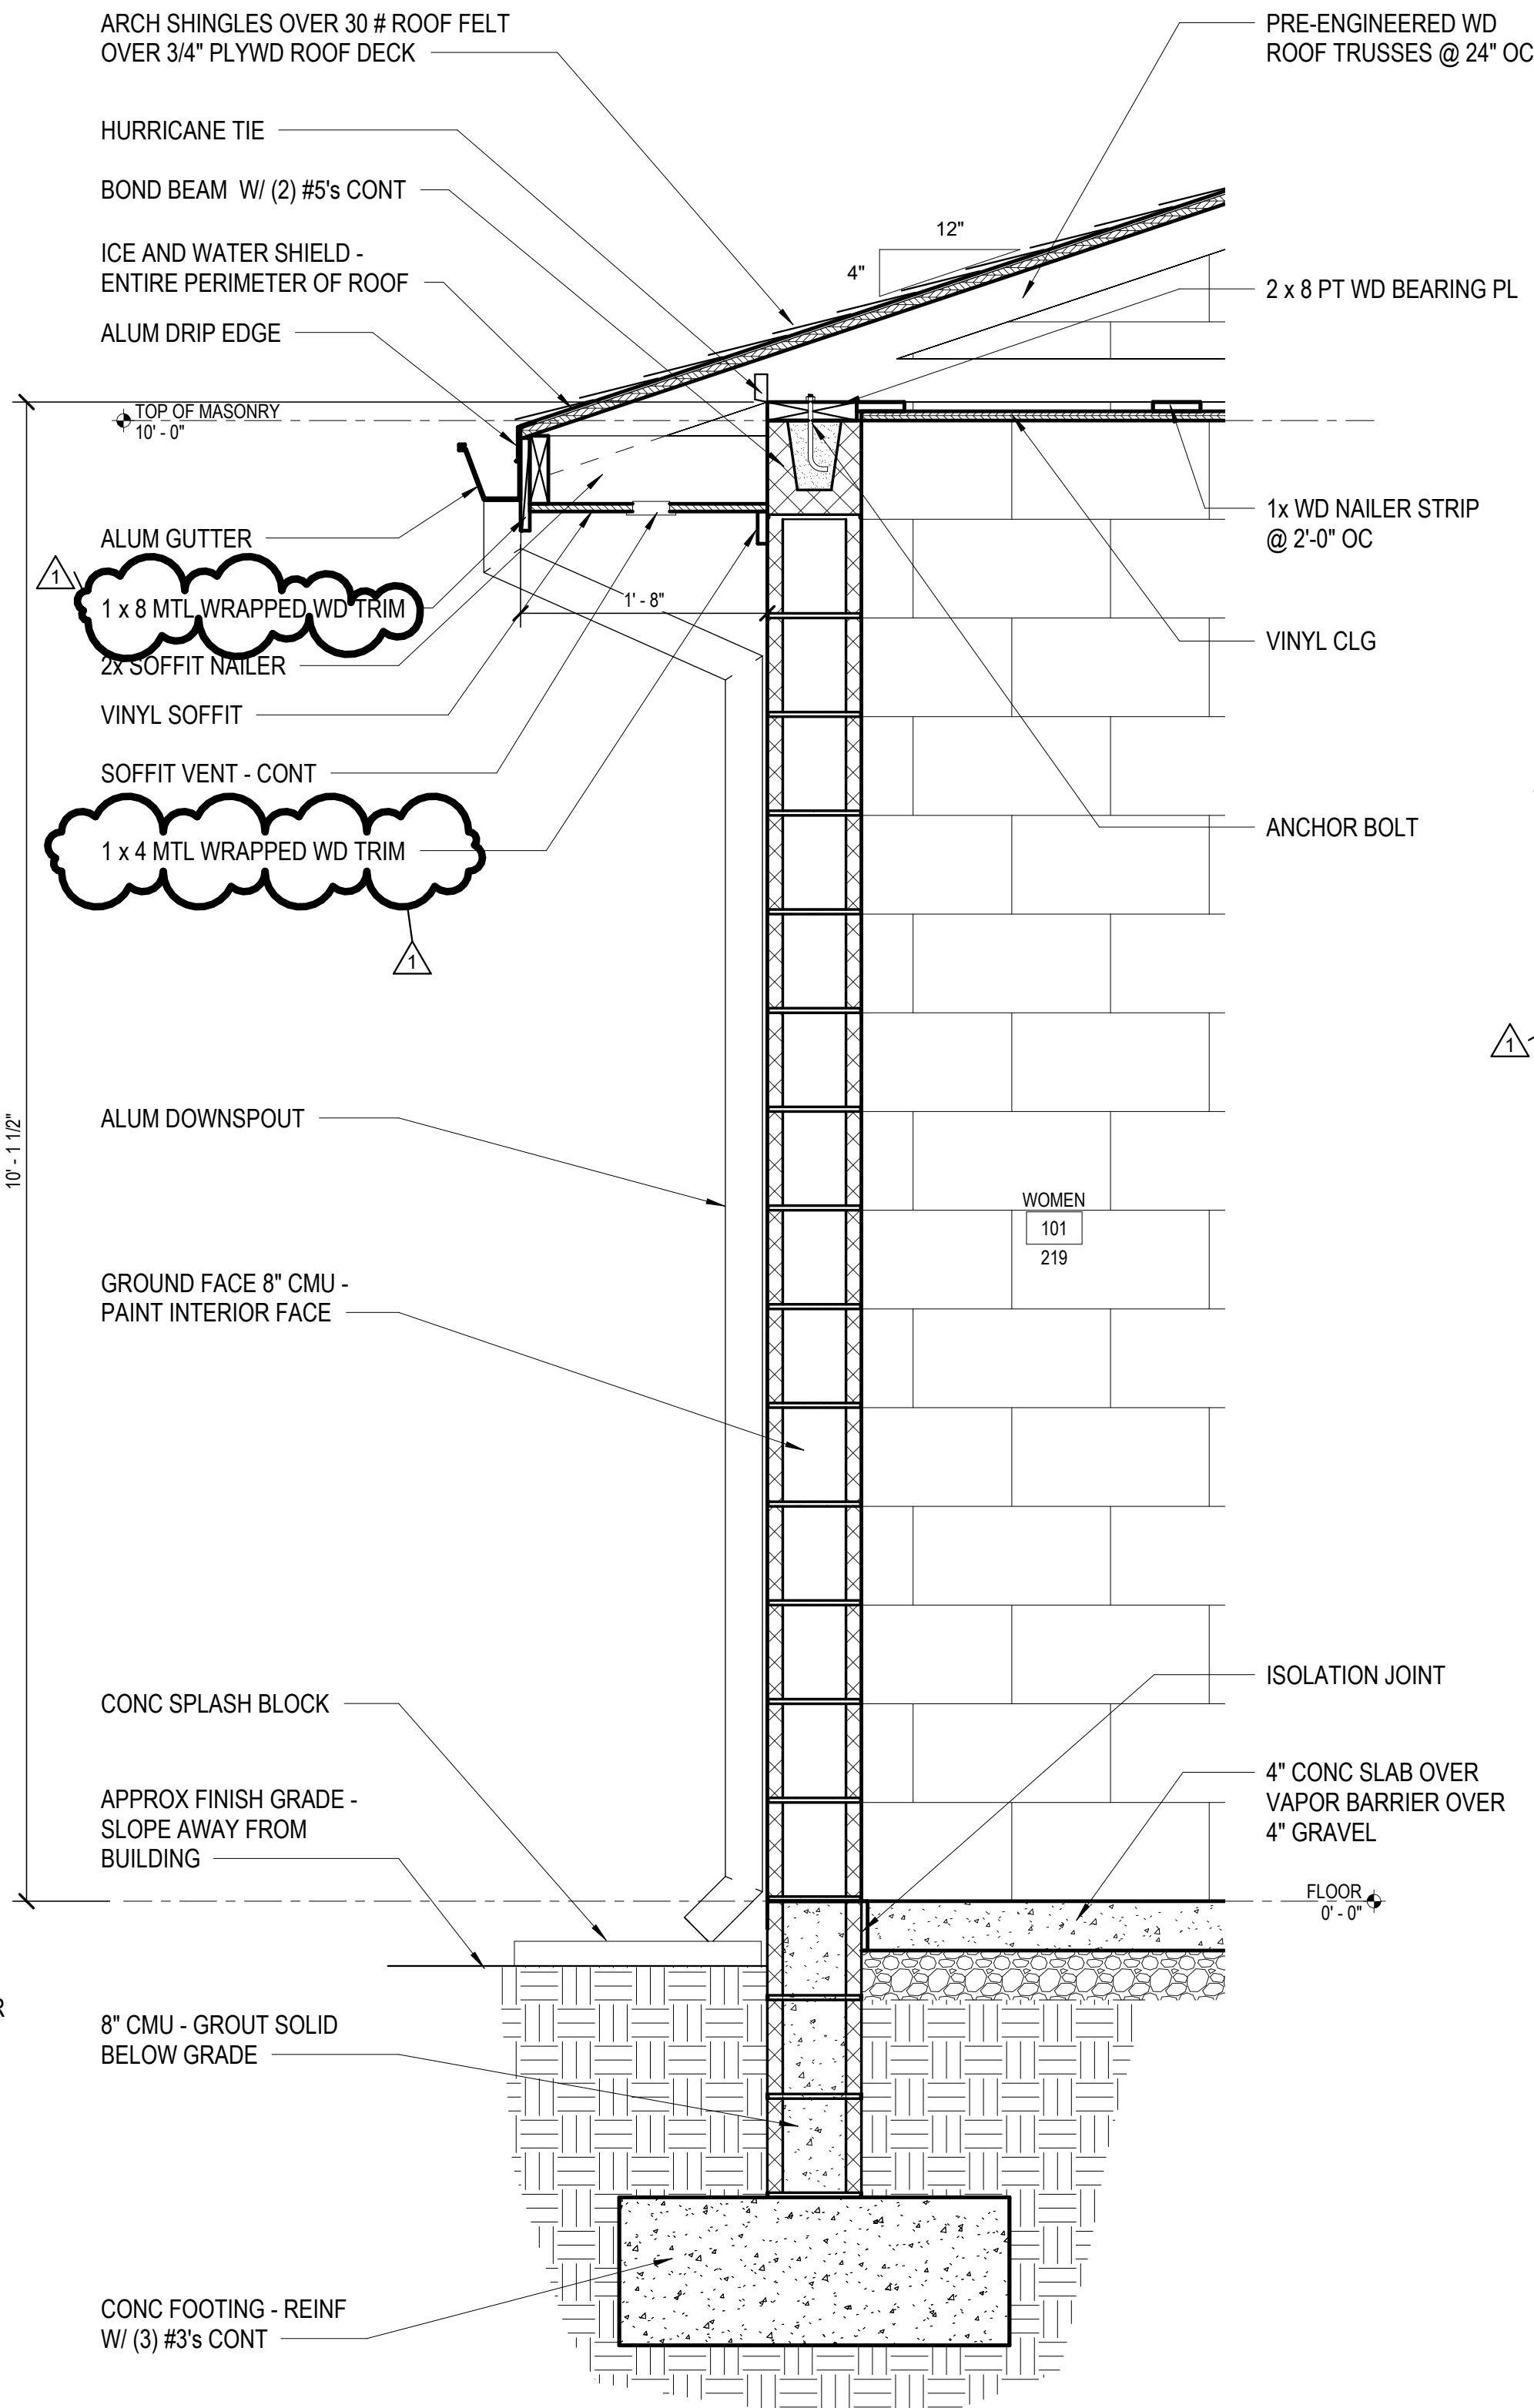 ARCH SHINGLES OVER 30 # ROOF FELT
OVER 3/4" PLYWD ROOF DECK
HURRICANE TIE
BOND BEAM W/ (2) #5's CONT
ICE AND WATER SHIELD -
ENTIRE PERIMETER OF ROOF
ALUM DRIP EDGE
TOP OF MASONRY
10' - 0"
ALUM GUTTER
1
1 x 8 MTL WRAPPED WD TRIM
2x SOFFIT NAILER
VINYL SOFFIT
SOFFIT VENT - CONT
1 x 4 MTL WRAPPED WD TRIM
1
10' - 1 1/2"
ALUM DOWNSPOUT
GROUND FACE 8" CMU -
PAINT INTERIOR FACE
CONC SPLASH BLOCK
APPROX FINISH GRADE -
SLOPE AWAY FROM
BUILDING
R
8" CMU - GROUT SOLID
BELOW GRADE
CONC FOOTING - REINF
W/ (3) #3's CONT
12"
4"
1' - 8"
WOMEN
101
219
PRE-ENGINEERED WD
ROOF TRUSSES @ 24" OC
2 x 8 PT WD BEARING PL
1x WD NAILER STRIP
@ 2'-0" OC
VINYL CLG
ANCHOR BOLT
1
ISOLATION JOINT
4" CONC SLAB OVER
VAPOR BARRIER OVER
4" GRAVEL
FLOOR
0' - 0"